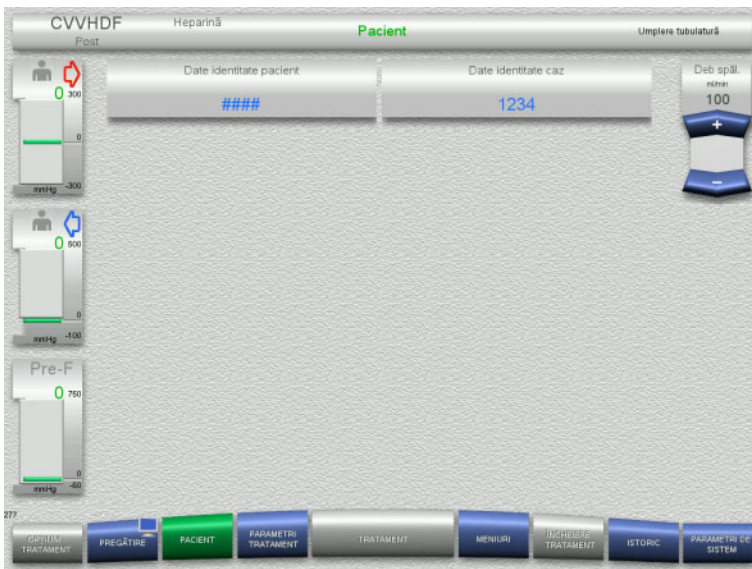 CVVHDF
Post
Heparină
Pacient
Umplere tubulatură
0
300
0
-300
mmHg
Date identitate pacient
####
Date identitate caz
1234
Deb spăl.
ml/min
100
+
−
0
500
0
-100
mmHg
Pre-F
0
750
0
-50
mmHg
277
OPȚIUNI
TRATAMENT
PREGĂTIRE
PACIENT
PARAMETRI
TRATAMENT
TRATAMENT
MENIURI
ÎNCHEIERE
TRATAMENT
ISTORIC
PARAMETRI DE
SISTEM